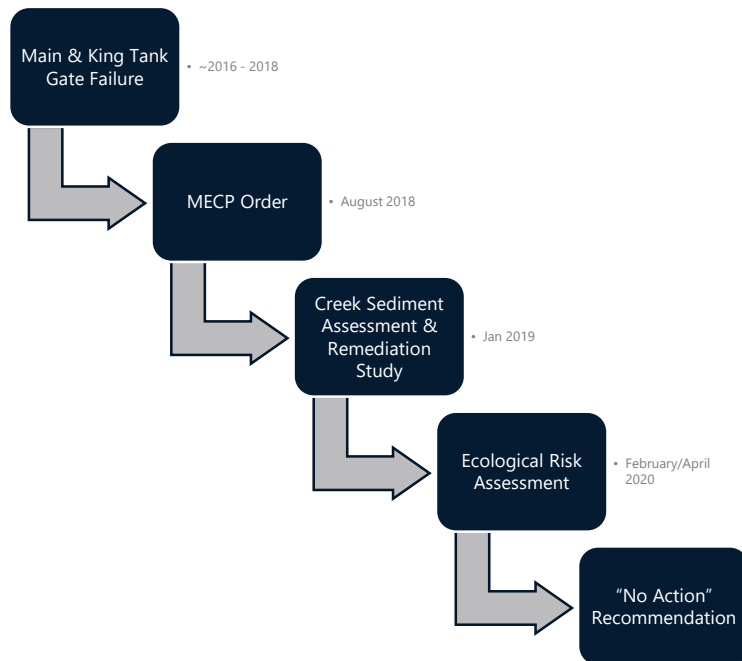 Main & King Tank
Gate Failure
• ~2016 - 2018
MECP Order
• August 2018
Creek Sediment
Assessment &
Remediation
Study
• Jan 2019
Ecological Risk
Assessment
• February/April
2020
“No Action”
Recommendation